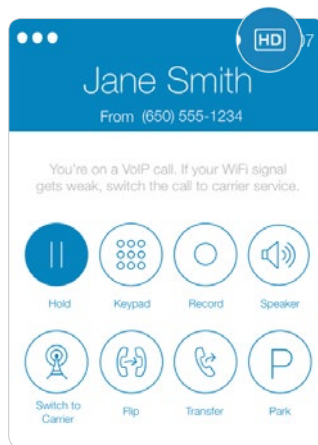 HD
07
Jane Smith
From (650) 555-1234
You're on a VoIP call. If your WiFi signal
gets weak, switch the call to carrier service.
Hold
Keypad
Record
Speaker
Switch to
Carrier
Flip
Transfer
P
Park